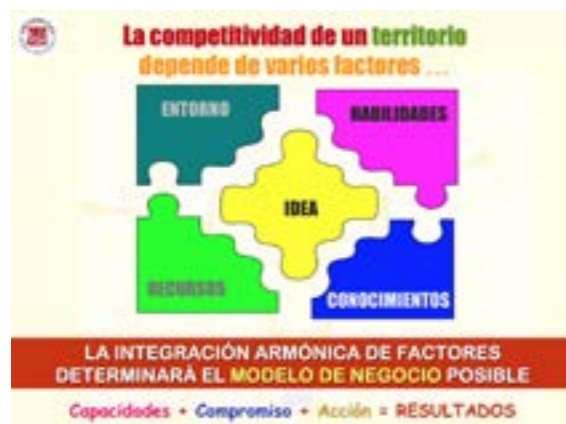 La competitividad de un territorio
depende de varios factores ...
ENTORNO
HABILIDADES
IDEA
RECURSOS
CONOCIMIENTOS
LA INTEGRACIÓN ARMÓNICA DE FACTORES
DETERMINARÁ EL MODELO DE NEGOCIO POSIBLE
Capacidades + Compromiso + Acción = RESULTADOS